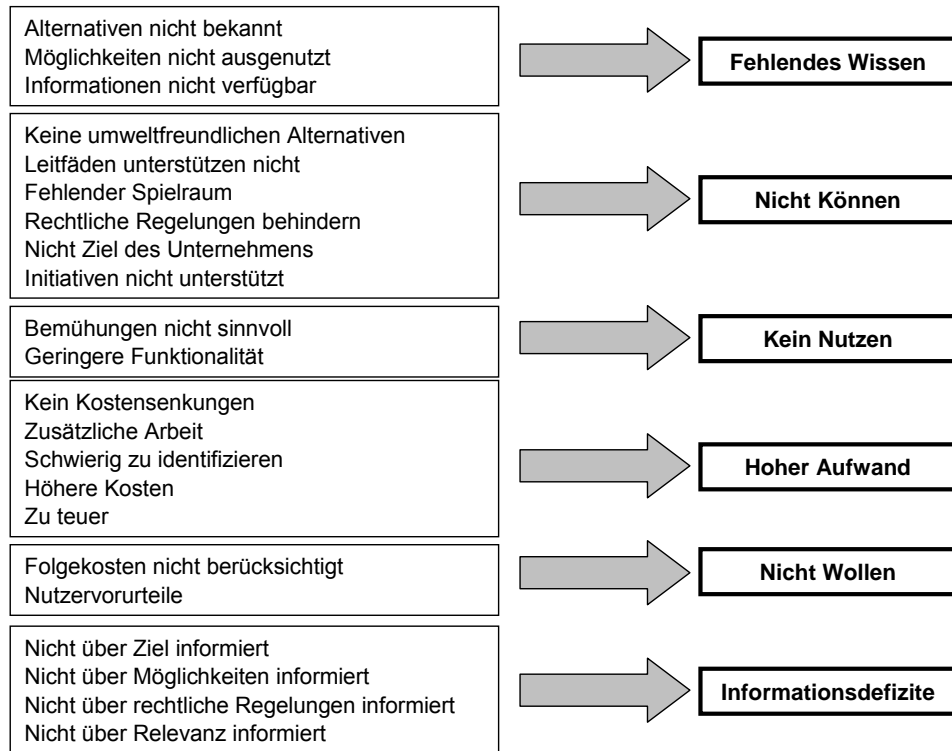 Alternativen nicht bekannt
Möglichkeiten nicht ausgenutzt
Informationen nicht verfügbar
Fehlendes Wissen
Keine umweltfreundlichen Alternativen
Leitfäden unterstützen nicht
Fehlender Spielraum
Rechtliche Regelungen behindern
Nicht Ziel des Unternehmens
Initiativen nicht unterstützt
Nicht Können
Bemühungen nicht sinnvoll
Geringere Funktionalität
Kein Nutzen
Kein Kostensenkungen
Zusätzliche Arbeit
Schwierig zu identifizieren
Höhere Kosten
Zu teuer
Hoher Aufwand
Folgekosten nicht berücksichtigt
Nutzervorurteile
Nicht Wollen
Nicht über Ziel informiert
Nicht über Möglichkeiten informiert
Nicht über rechtliche Regelungen informiert
Nicht über Relevanz informiert
Informationsdefizite